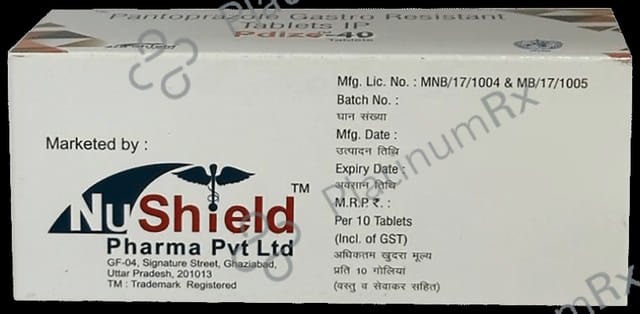 Pantoprazole Gastro Resistant
Tablets IP
Pdize-40
Tablets
Marketed by :
NuShield TM
Pharma Pvt Ltd
GF-04, Signature Street, Ghaziabad,
Uttar Pradesh, 201013
TM : Trademark Registered
Mfg. Lic. No. : MNB/17/1004 & MB/17/1005
Batch No. :
घान संख्या
Mfg. Date :
उत्पादन तिथि
Expiry Date :
अवसान तिथि
M.R.P. ₹. :
Per 10 Tablets
(Incl. of GST)
अधिकतम खुदरा मूल्य
प्रति 10 गोलियां
(वस्तु व सेवाकर सहित)
PlatinumRx
PlatinumRx